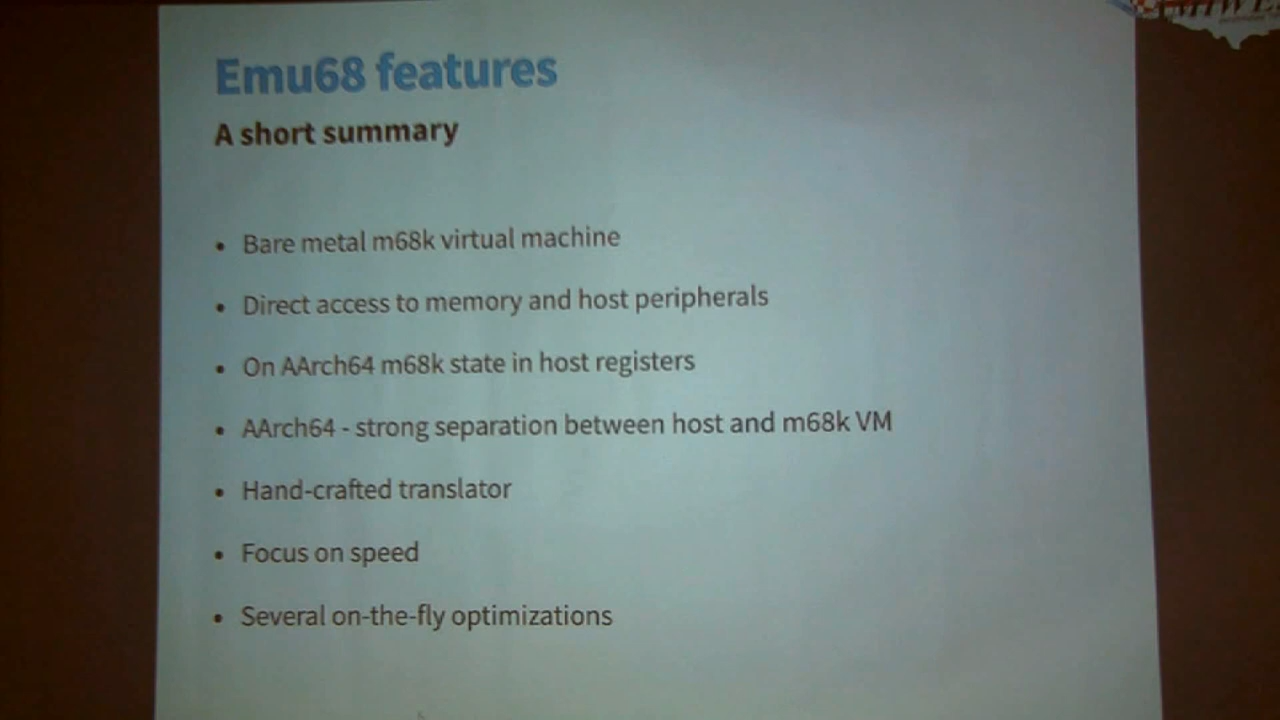 Emu68 features
A short summary
• Bare metal m68k virtual machine
• Direct access to memory and host peripherals
• On AArch64 m68k state in host registers
• AArch64 - strong separation between host and m68k VM
• Hand-crafted translator
• Focus on speed
• Several on-the-fly optimizations